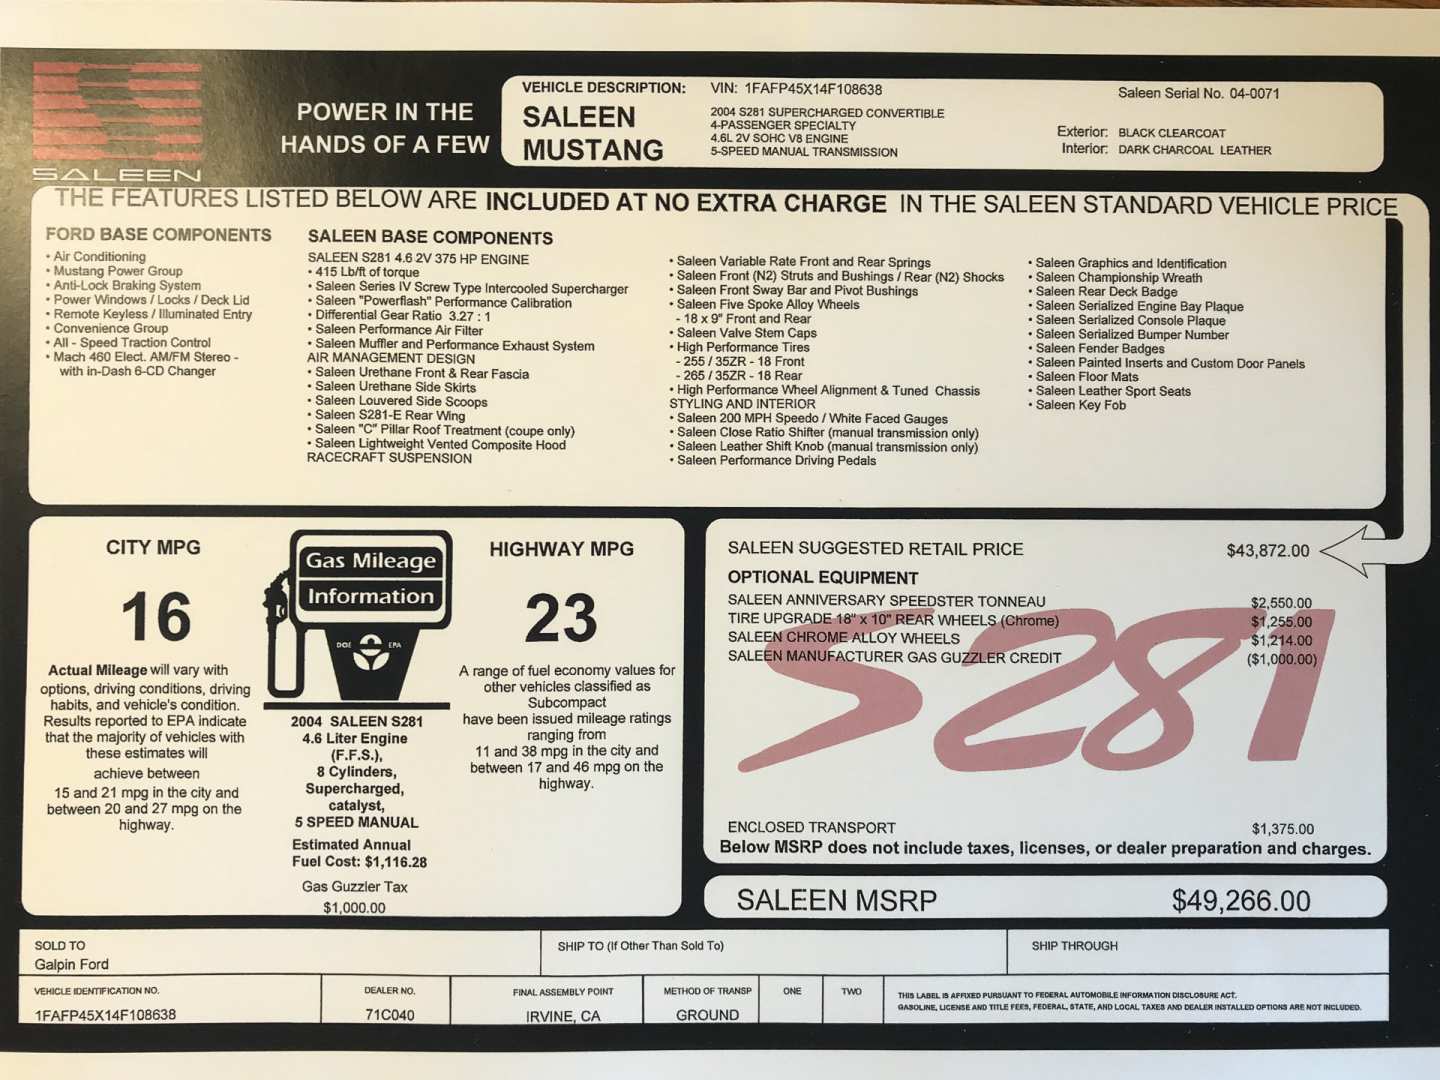 SALEEN
POWER IN THE
HANDS OF A FEW
VEHICLE DESCRIPTION:
SALEEN
MUSTANG
VIN: 1FAFP45X14F108638
2004 S281 SUPERCHARGED CONVERTIBLE
4-PASSENGER SPECIALTY
4.6L 2V SOHC V8 ENGINE
5-SPEED MANUAL TRANSMISSION
Saleen Serial No. 04-0071
Exterior: BLACK CLEARCOAT
Interior: DARK CHARCOAL LEATHER
THE FEATURES LISTED BELOW ARE INCLUDED AT NO EXTRA CHARGE IN THE SALEEN STANDARD VEHICLE PRICE
FORD BASE COMPONENTS
• Air Conditioning
• Mustang Power Group
• Anti-Lock Braking System
• Power Windows / Locks / Deck Lid
• Remote Keyless / Illuminated Entry
• Convenience Group
• All - Speed Traction Control
• Mach 460 Elect. AM/FM Stereo -
with in-Dash 6-CD Changer
SALEEN BASE COMPONENTS
SALEEN S281 4.6 2V 375 HP ENGINE
• 415 Lb/ft of torque
• Saleen Series IV Screw Type Intercooled Supercharger
• Saleen "Powerflash" Performance Calibration
• Differential Gear Ratio 3.27 : 1
• Saleen Performance Air Filter
• Saleen Muffler and Performance Exhaust System
AIR MANAGEMENT DESIGN
• Saleen Urethane Front & Rear Fascia
• Saleen Urethane Side Skirts
• Saleen Louvered Side Scoops
• Saleen S281-E Rear Wing
• Saleen "C" Pillar Roof Treatment (coupe only)
• Saleen Lightweight Vented Composite Hood
RACECRAFT SUSPENSION
• Saleen Variable Rate Front and Rear Springs
• Saleen Front (N2) Struts and Bushings / Rear (N2) Shocks
• Saleen Front Sway Bar and Pivot Bushings
• Saleen Five Spoke Alloy Wheels
- 18 x 9" Front and Rear
• Saleen Valve Stem Caps
• High Performance Tires
- 255 / 35ZR - 18 Front
- 265 / 35ZR - 18 Rear
• High Performance Wheel Alignment & Tuned Chassis
STYLING AND INTERIOR
• Saleen 200 MPH Speedo / White Faced Gauges
• Saleen Close Ratio Shifter (manual transmission only)
• Saleen Leather Shift Knob (manual transmission only)
• Saleen Performance Driving Pedals
• Saleen Graphics and Identification
• Saleen Championship Wreath
• Saleen Rear Deck Badge
• Saleen Serialized Engine Bay Plaque
• Saleen Serialized Console Plaque
• Saleen Serialized Bumper Number
• Saleen Fender Badges
• Saleen Painted Inserts and Custom Door Panels
• Saleen Floor Mats
• Saleen Leather Sport Seats
• Saleen Key Fob
CITY MPG
16
Actual Mileage will vary with
options, driving conditions, driving
habits, and vehicle's condition.
Results reported to EPA indicate
that the majority of vehicles with
these estimates will
achieve between
15 and 21 mpg in the city and
between 20 and 27 mpg on the
highway.
Gas Mileage
Information
DOE EPA
2004 SALEEN S281
4.6 Liter Engine
(F.F.S.),
8 Cylinders,
Supercharged,
catalyst,
5 SPEED MANUAL
Estimated Annual
Fuel Cost: $1,116.28
Gas Guzzler Tax
$1,000.00
HIGHWAY MPG
23
A range of fuel economy values for
other vehicles classified as
Subcompact
have been issued mileage ratings
ranging from
11 and 38 mpg in the city and
between 17 and 46 mpg on the
highway.
SALEEN SUGGESTED RETAIL PRICE $43,872.00
OPTIONAL EQUIPMENT
SALEEN ANNIVERSARY SPEEDSTER TONNEAU $2,550.00
TIRE UPGRADE 18" x 10" REAR WHEELS (Chrome) $1,255.00
SALEEN CHROME ALLOY WHEELS $1,214.00
SALEEN MANUFACTURER GAS GUZZLER CREDIT ($1,000.00)
S281
ENCLOSED TRANSPORT $1,375.00
Below MSRP does not include taxes, licenses, or dealer preparation and charges.
SALEEN MSRP $49,266.00
SOLD TO
Galpin Ford
SHIP TO (If Other Than Sold To)
SHIP THROUGH
VEHICLE IDENTIFICATION NO.
1FAFP45X14F108638
DEALER NO.
71C040
FINAL ASSEMBLY POINT
IRVINE, CA
METHOD OF TRANSP
GROUND
ONE
TWO
THIS LABEL IS AFFIXED PURSUANT TO FEDERAL AUTOMOBILE INFORMATION DISCLOSURE ACT.
GASOLINE, LICENSE AND TITLE FEES, FEDERAL, STATE, AND LOCAL TAXES AND DEALER INSTALLED OPTIONS ARE NOT INCLUDED.